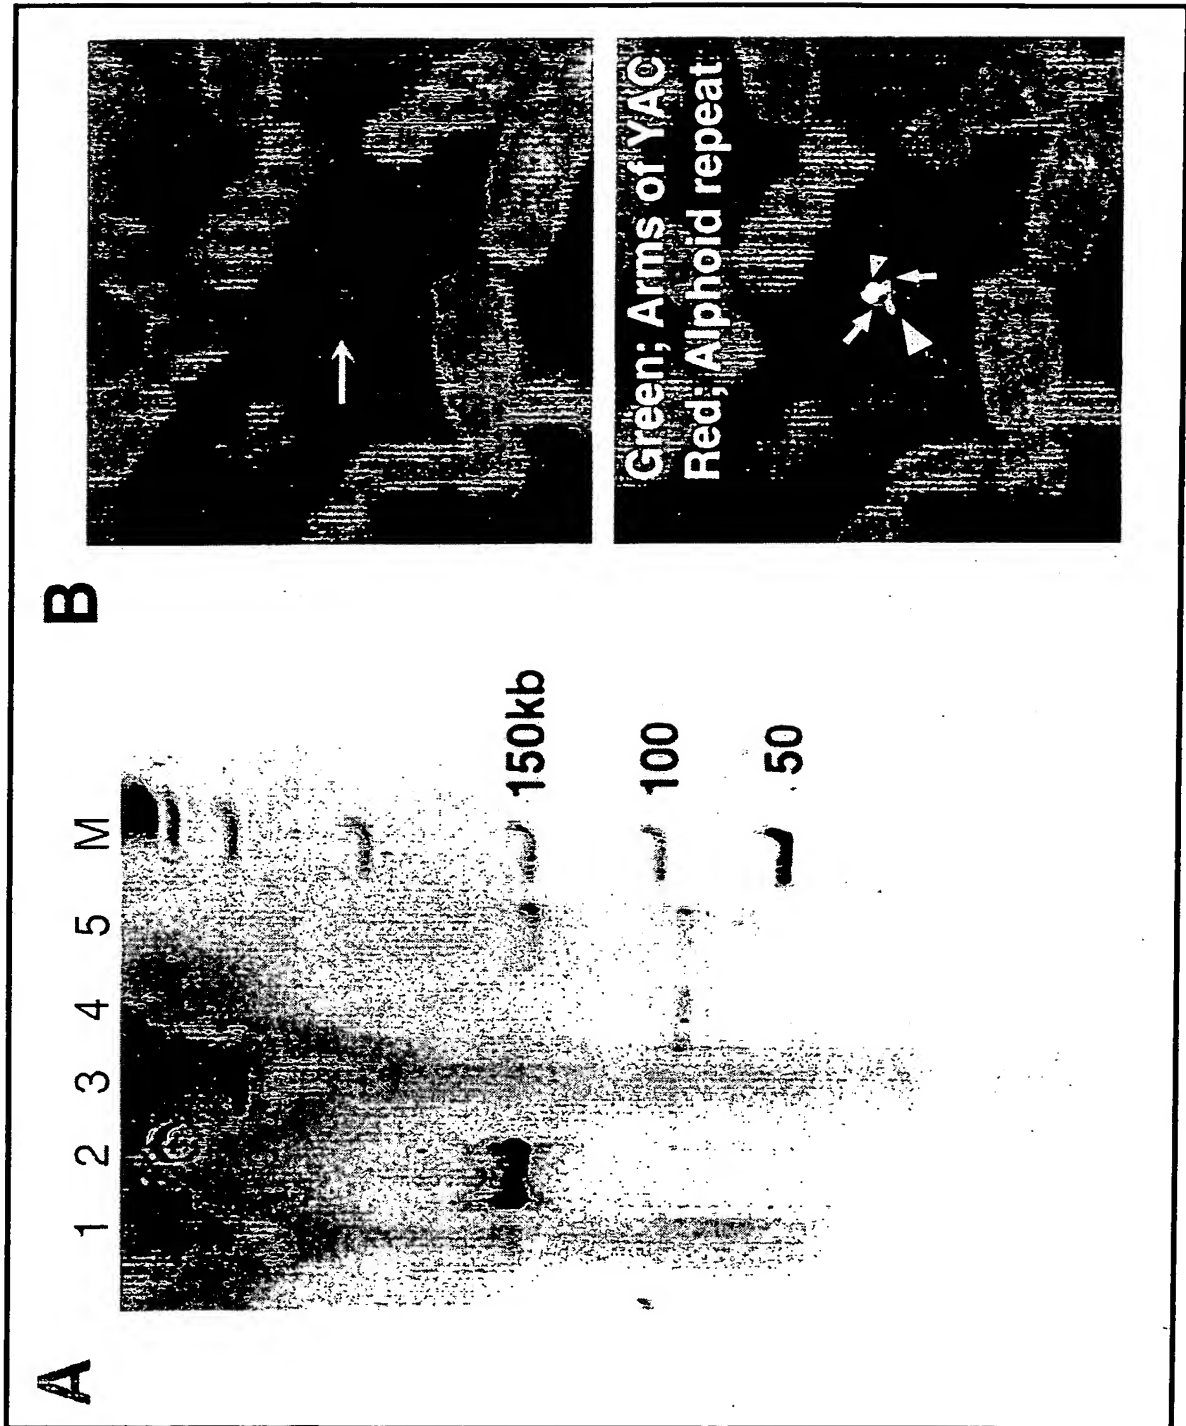 A
1 2 3 4 5 M
150kb
100
50
B
Green; Arms of YAC
Red; Alphoid repeat